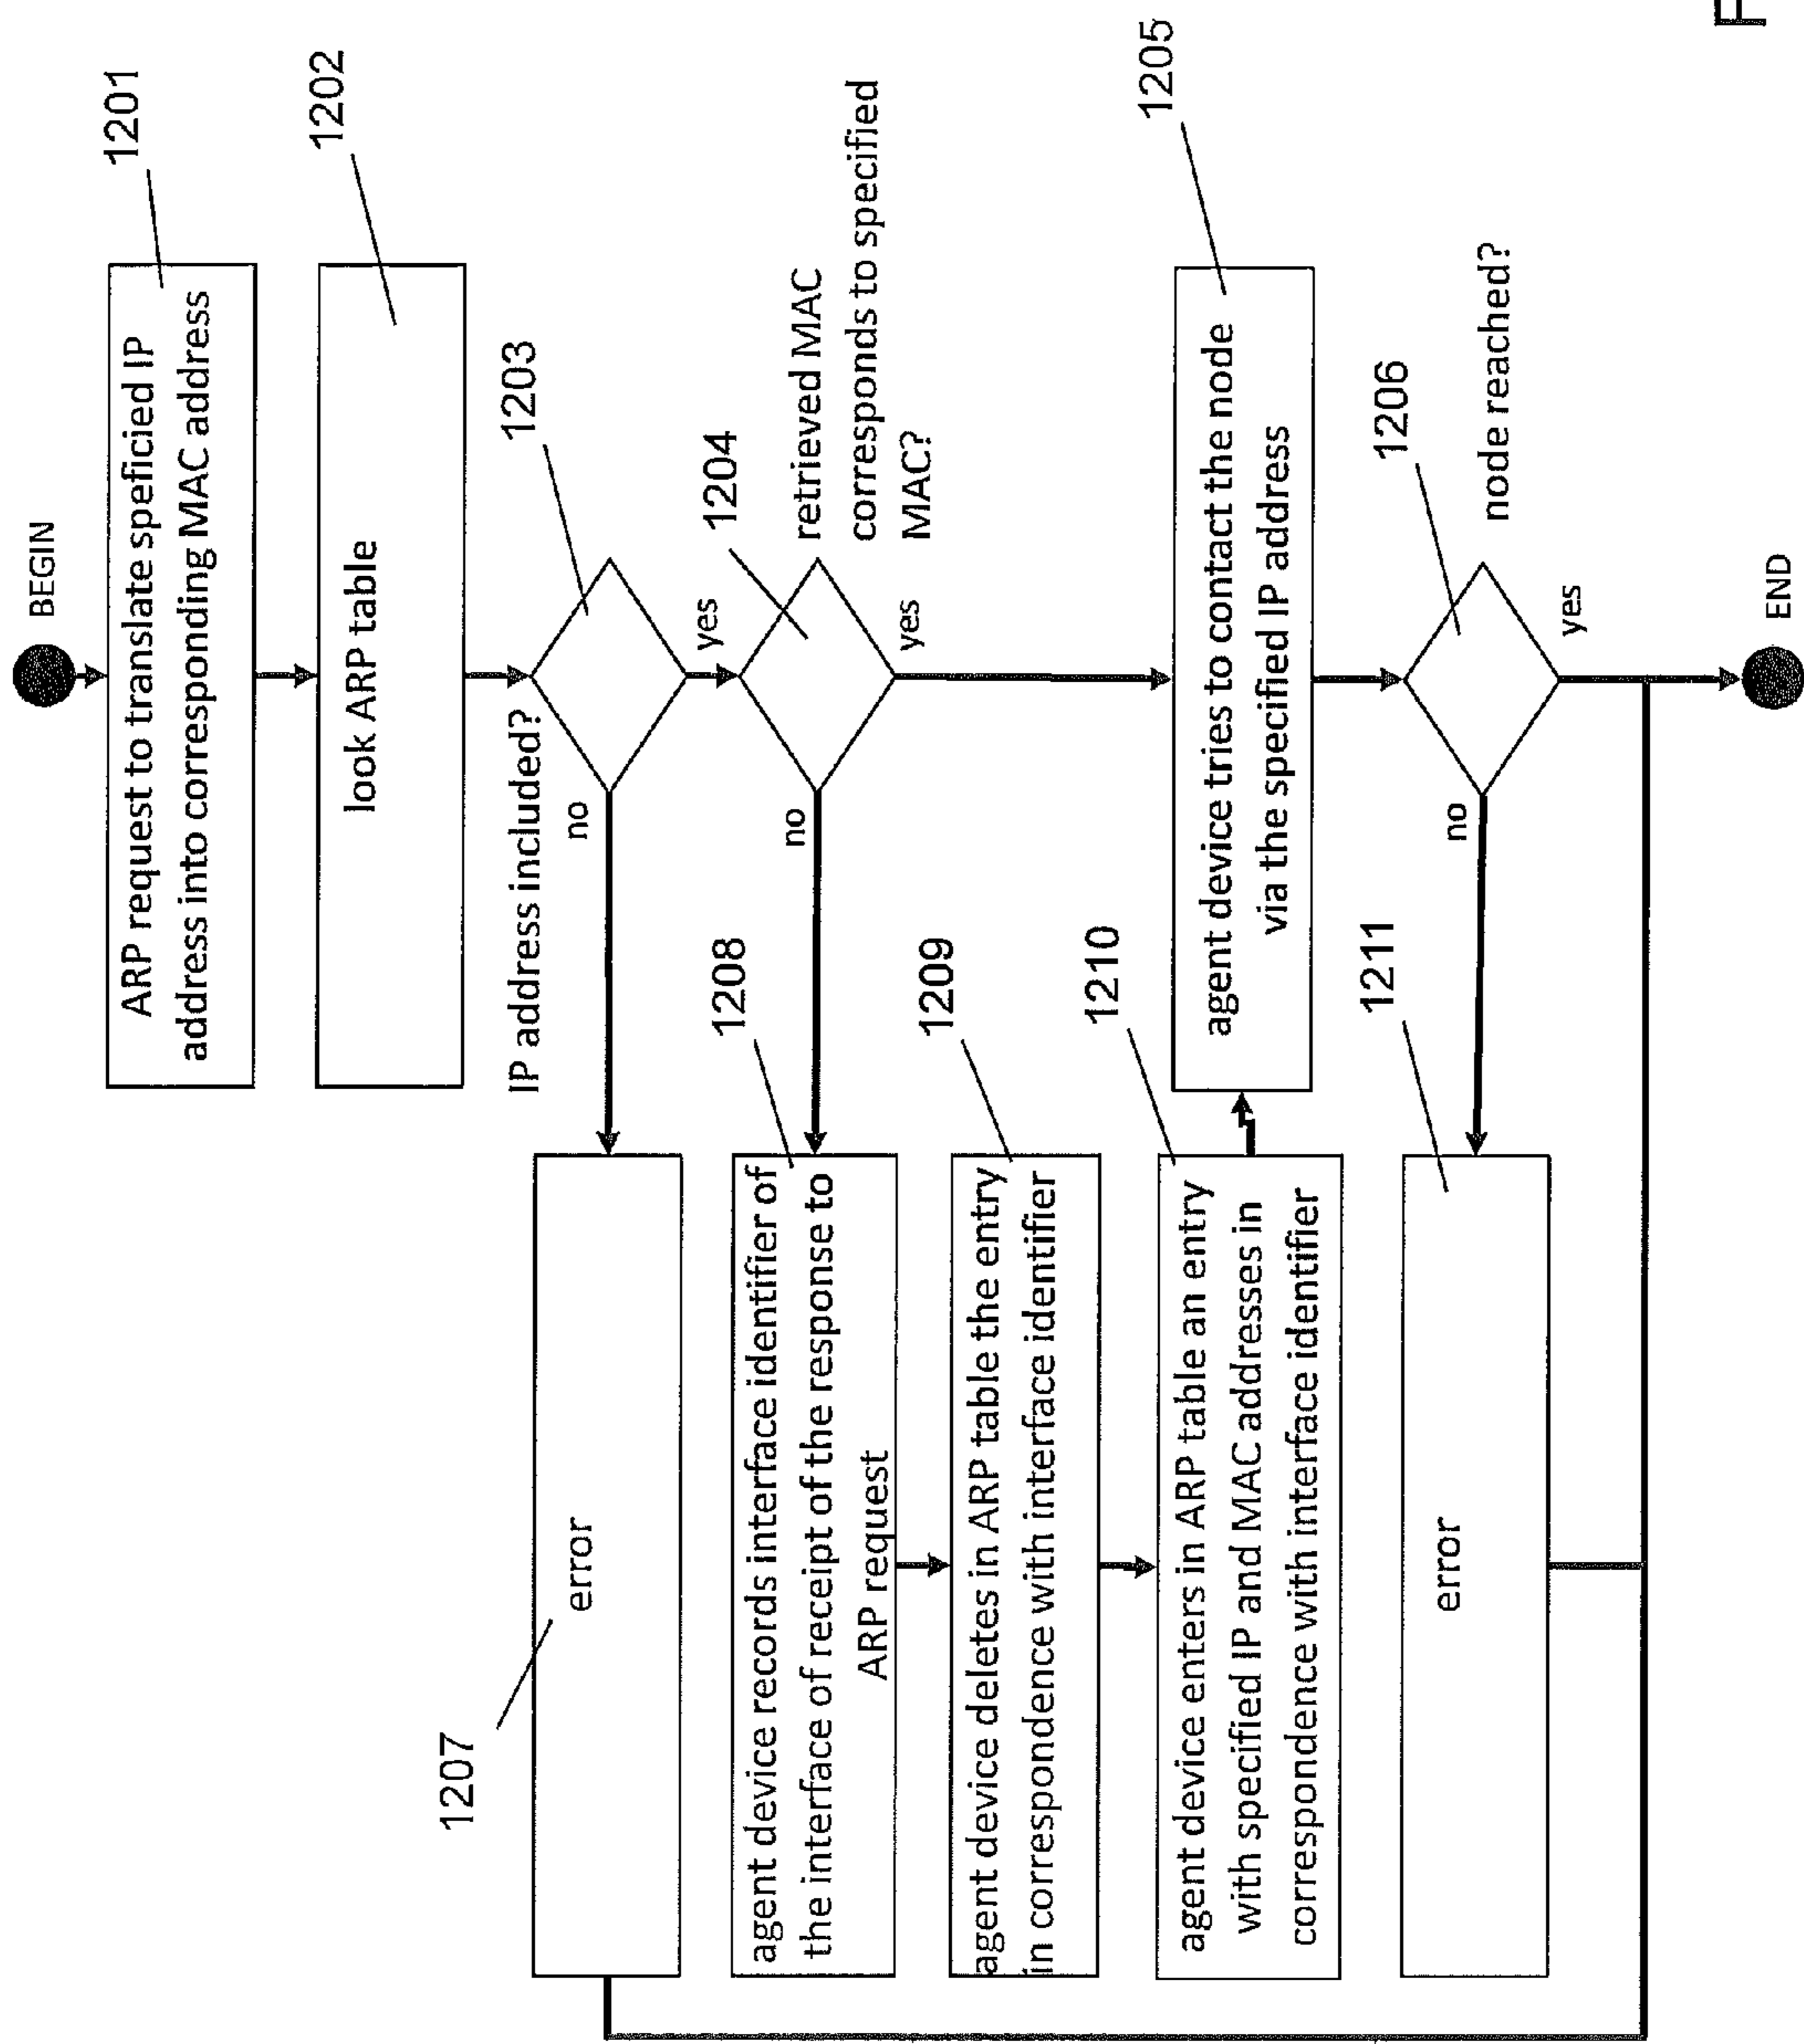 BEGIN
1201
ARP request to translate speficied IP
address into corresponding MAC address
1202
look ARP table
1203
IP address included?
no
yes
1204
retrieved MAC
corresponds to specified
MAC?
no
yes
1207
error
1208
agent device records interface identifier of
the interface of receipt of the response to
ARP request
1209
agent device deletes in ARP table the entry
in correspondence with interface identifier
1210
agent device enters in ARP table an entry
with specified IP and MAC addresses in
correspondence with interface identifier
1205
agent device tries to contact the node
via the specified IP address
1206
node reached?
no
yes
1211
error
END